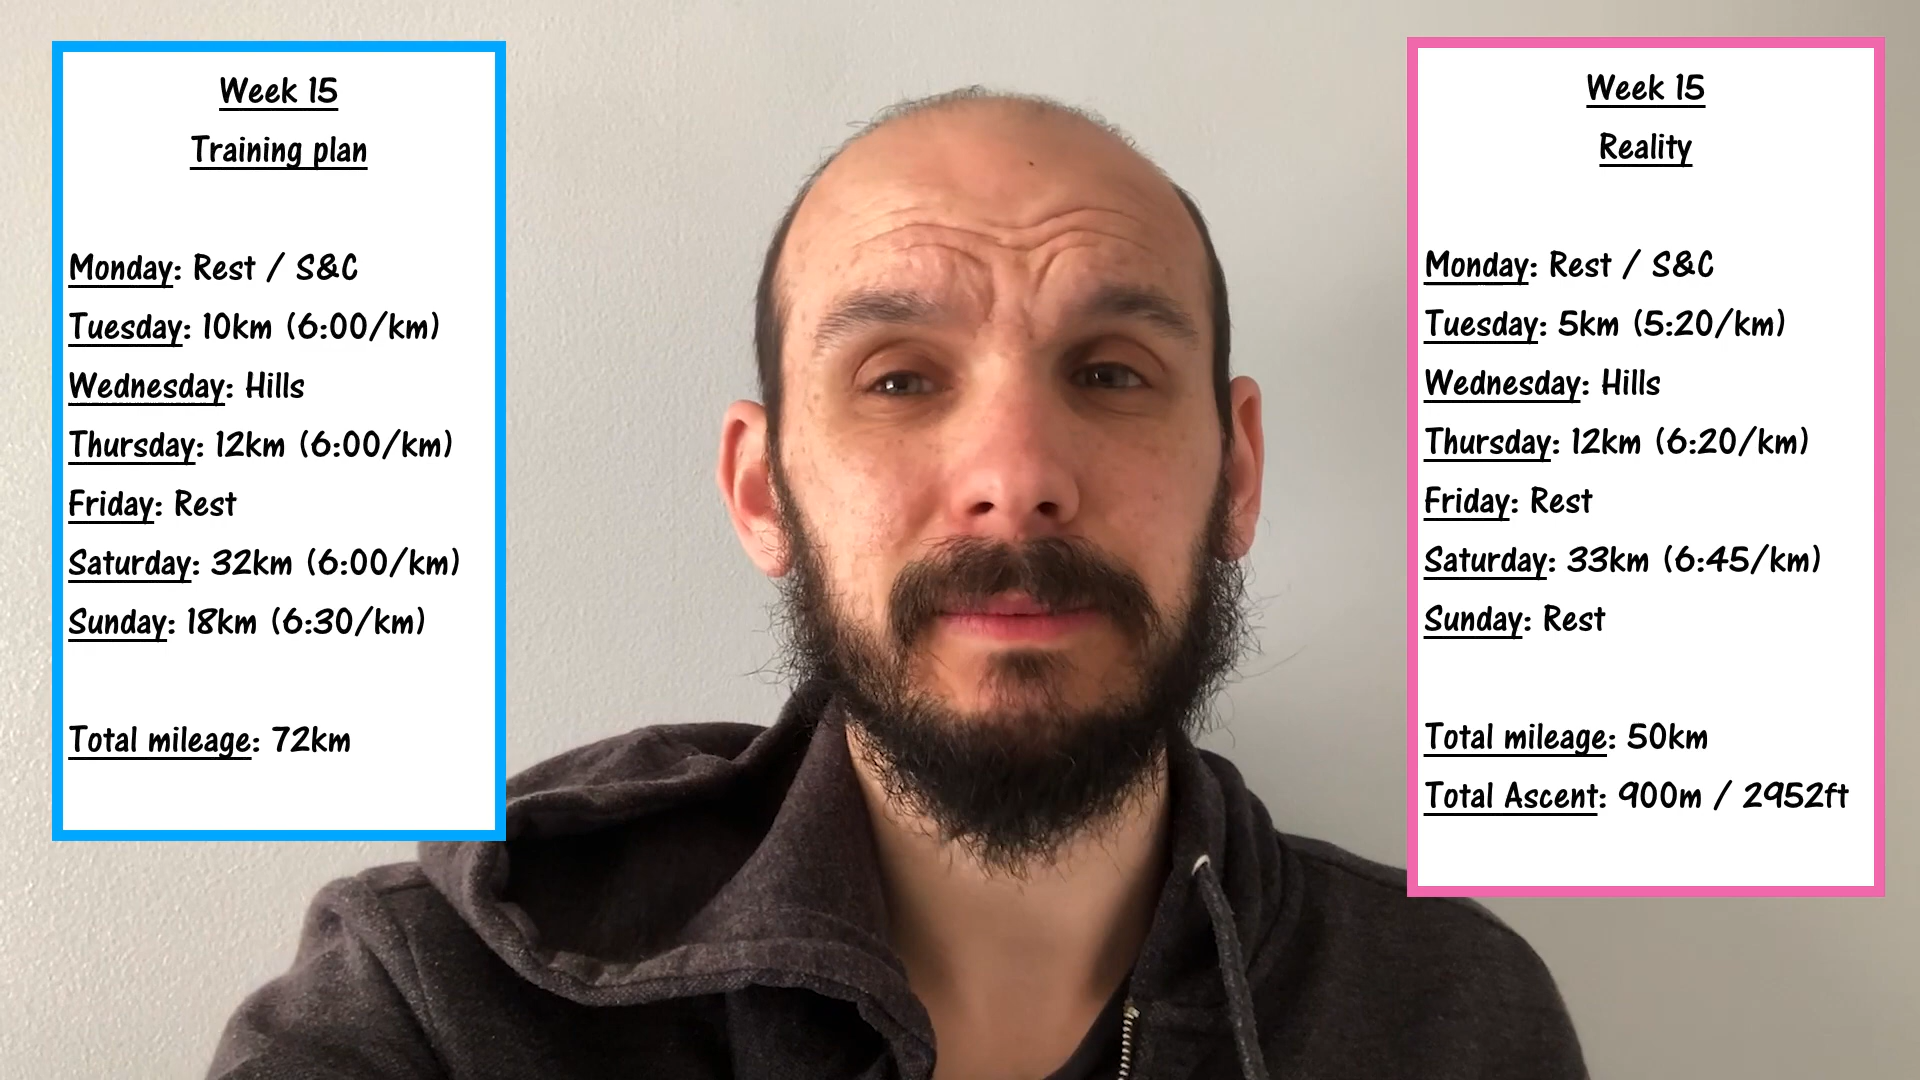 Week 15
Training plan
Monday: Rest / S&C
Tuesday: 10km (6:00/km)
Wednesday: Hills
Thursday: 12km (6:00/km)
Friday: Rest
Saturday: 32km (6:00/km)
Sunday: 18km (6:30/km)
Total mileage: 72km
Week 15
Reality
Monday: Rest / S&C
Tuesday: 5km (5:20/km)
Wednesday: Hills
Thursday: 12km (6:20/km)
Friday: Rest
Saturday: 33km (6:45/km)
Sunday: Rest
Total mileage: 50km
Total Ascent: 900m / 2952ft